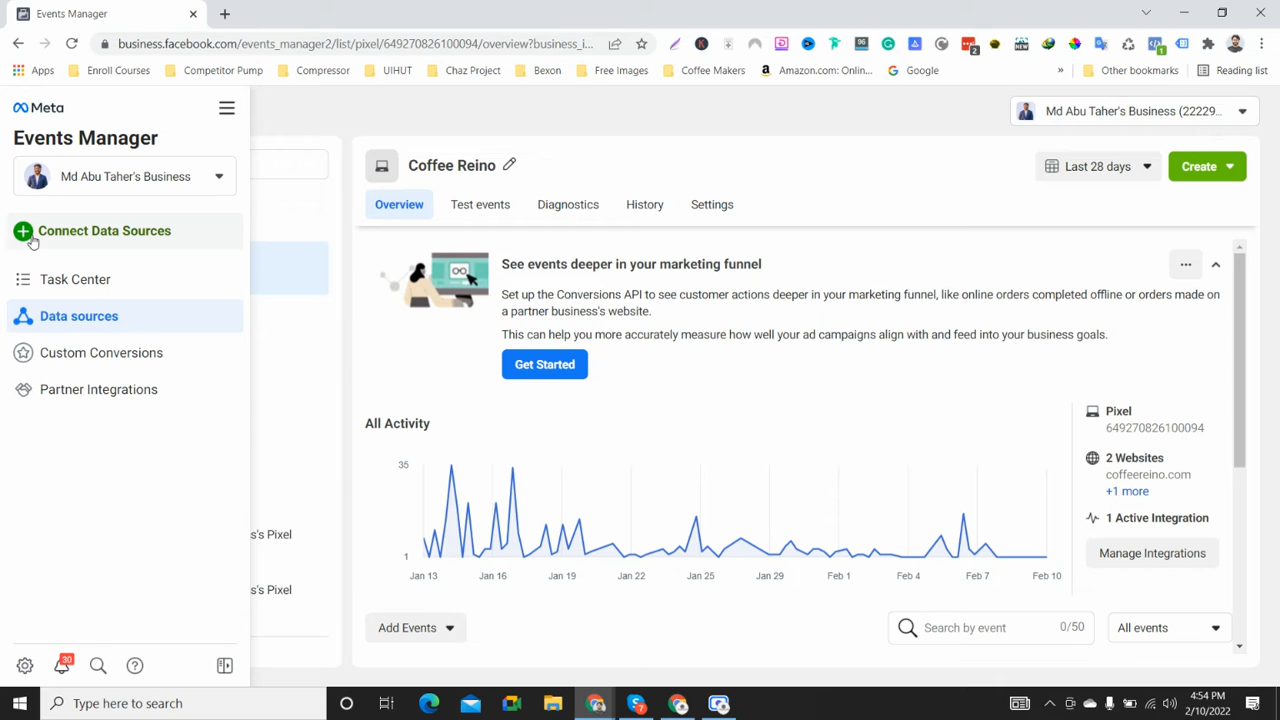 Events Manager
business.facebook.com/events_manager2/list/pixel/649270826100094/overview?business_i...
96
2
NEW
1
Apps
Enroll Courses
Competitor Pump
Compressor
UIHUT
Chaz Project
Bexon
Free Images
Coffee Makers
Amazon.com: Onlin...
Google
»
Other bookmarks
Reading list
Meta
Events Manager
Md Abu Taher's Business
Connect Data Sources
Task Center
Data sources
Custom Conversions
Partner Integrations
30
s's Pixel
s's Pixel
Md Abu Taher's Business (22229...
Coffee Reino
Last 28 days
Create
Overview
Test events
Diagnostics
History
Settings
See events deeper in your marketing funnel
Set up the Conversions API to see customer actions deeper in your marketing funnel, like online orders completed offline or orders made on
a partner business's website.
This can help you more accurately measure how well your ad campaigns align with and feed into your business goals.
Get Started
All Activity
35
1
Jan 13
Jan 16
Jan 19
Jan 22
Jan 25
Jan 29
Feb 1
Feb 4
Feb 7
Feb 10
Pixel
649270826100094
2 Websites
coffeereino.com
+1 more
1 Active Integration
Manage Integrations
Add Events
Search by event
0/50
All events
Type here to search
7
4:54 PM
2/10/2022